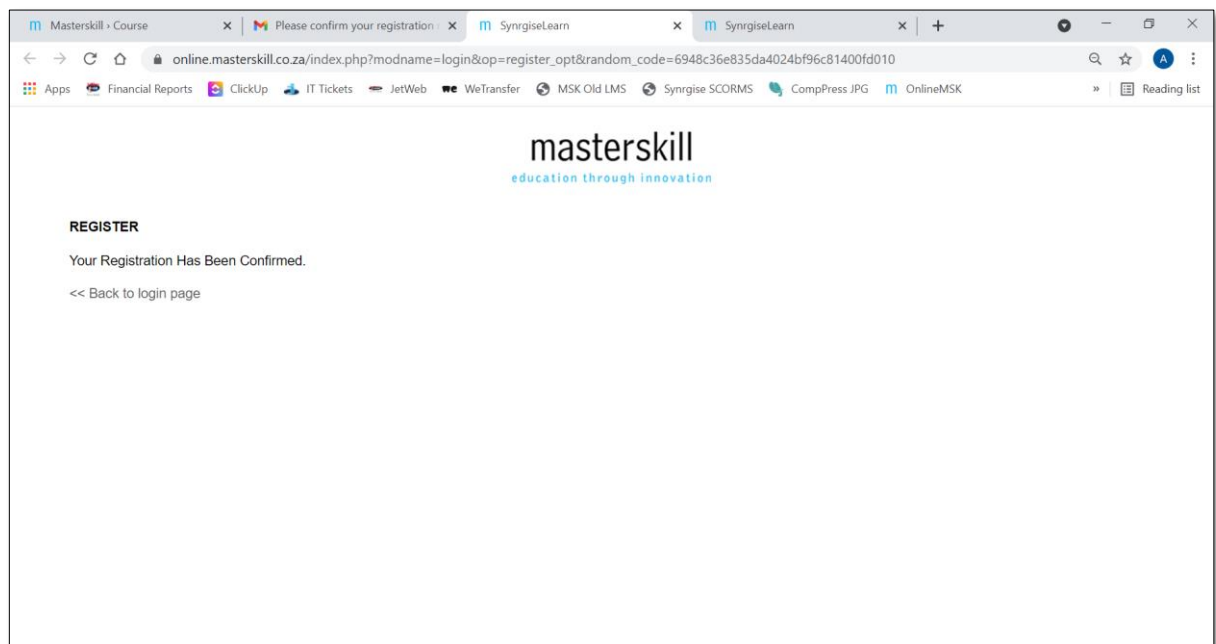 Masterskill › Course
Please confirm your registration
SynrgiseLearn
SynrgiseLearn
online.masterskill.co.za/index.php?modname=login&op=register_opt&random_code=6948c36e835da4024bf96c81400fd010
A
Apps
Financial Reports
ClickUp
IT Tickets
JetWeb
we WeTransfer
MSK Old LMS
Synrgise SCORMS
CompPress JPG
m OnlineMSK
»
Reading list
masterskill
education through innovation
REGISTER
Your Registration Has Been Confirmed.
<< Back to login page